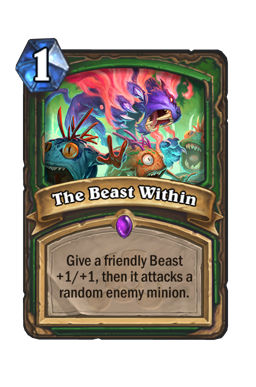 1
The Beast Within
Give a friendly Beast
+1/+1, then it attacks a
random enemy minion.